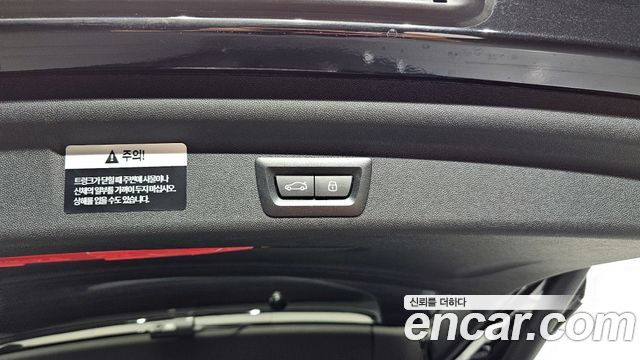 주의!
트렁크가 닫힐 때 주변에 사물이나
신체의 일부를 가까이 두지 마십시오.
상해를 입을 수도 있습니다.
신뢰를 더하다
encar.com